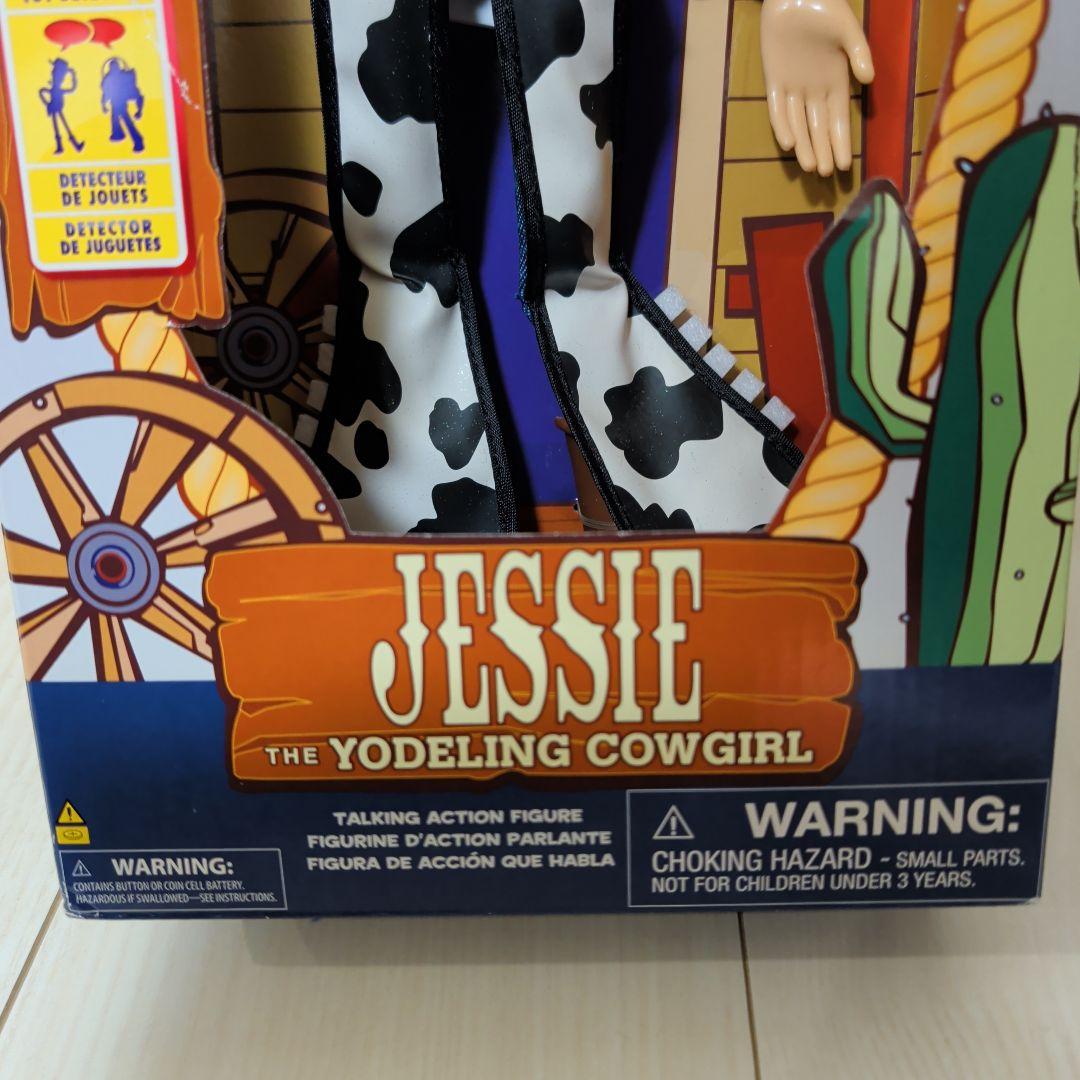 DETECTEUR
DE JOUETS
DETECTOR
DE JUGUETES
JESSIE
THE YODELING COWGIRL
TALKING ACTION FIGURE
FIGURINE D'ACTION PARLANTE
FIGURA DE ACCIÓN QUE HABLA
WARNING:
CONTAINS BUTTON OR COIN CELL BATTERY.
HAZARDOUS IF SWALLOWED—SEE INSTRUCTIONS.
WARNING:
CHOKING HAZARD - SMALL PARTS.
NOT FOR CHILDREN UNDER 3 YEARS.